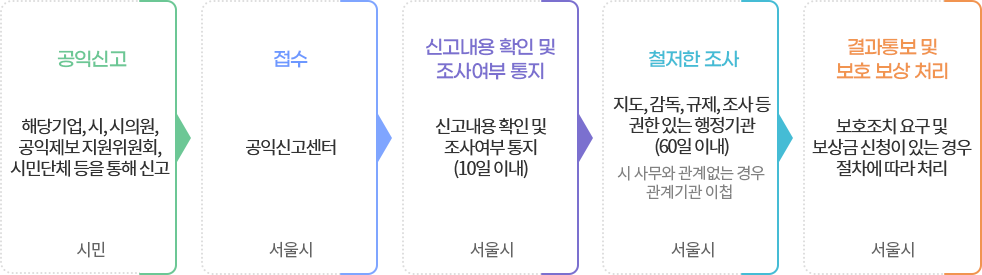 공익신고
해당기업, 시, 시의원,
공익제보 지원위원회,
시민단체 등을 통해 신고
시민
접수
공익신고센터
서울시
신고내용 확인 및
조사여부 통지
신고내용 확인 및
조사여부 통지
(10일 이내)
서울시
철저한 조사
지도, 감독, 규제, 조사 등
권한 있는 행정기관
(60일 이내)
시 사무와 관계없는 경우
관계기관 이첩
서울시
결과통보 및
보호 보상 처리
보호조치 요구 및
보상금 신청이 있는 경우
절차에 따라 처리
서울시